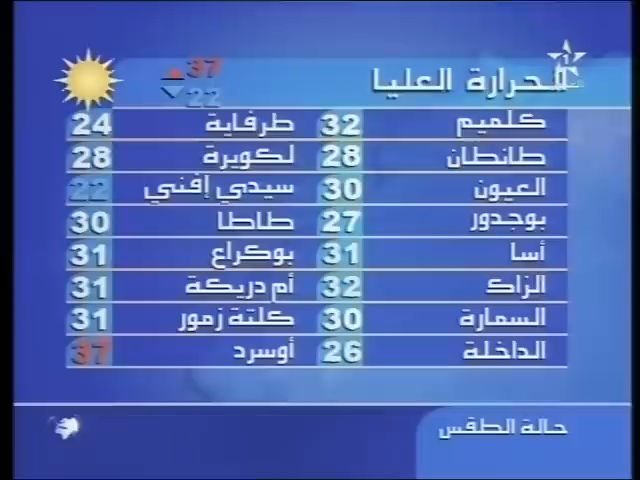 الحرارة العليا
37
22
كلميم 32 طرفاية 24
طانطان 28 لكويرة 28
العيون 30 سيدي إفني 22
بوجدور 27 طاطا 30
أسا 31 بوكراع 31
الزاك 32 أم دريكة 31
السمارة 30 كلتة زمور 31
الداخلة 26 أوسرد 37
حالة الطقس